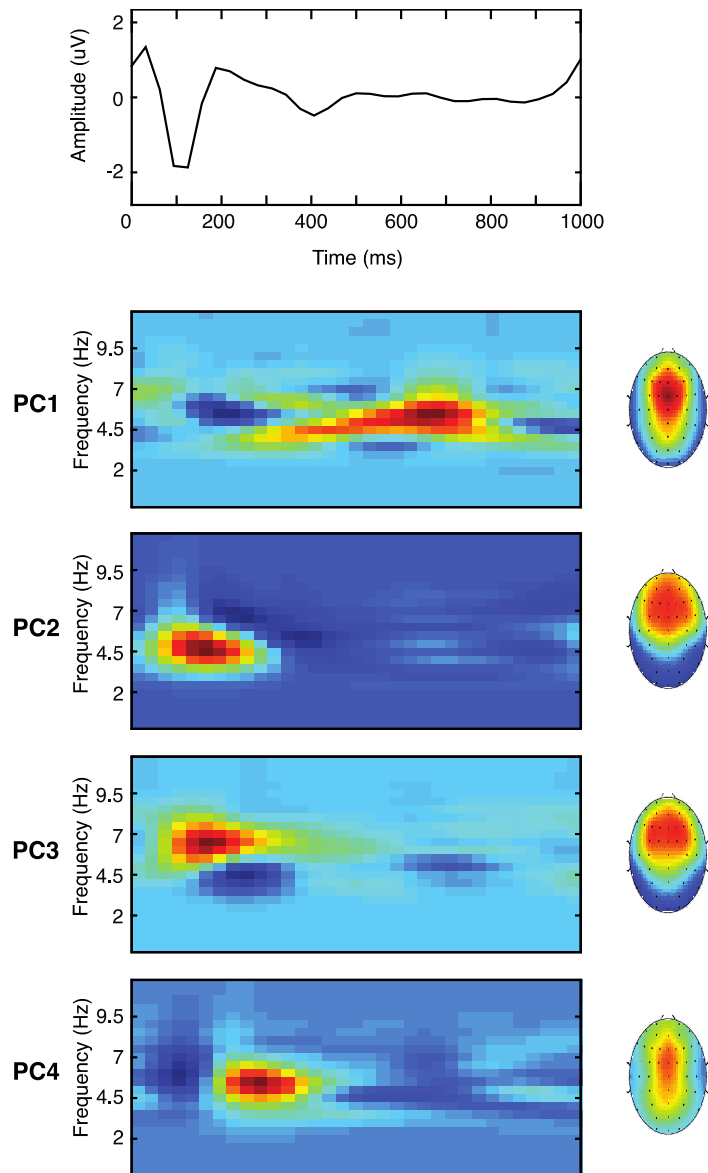 2
0
-2
Amplitude (uV)
0 200 400 600 800 1000
Time (ms)
PC1
Frequency (Hz)
9.5
7
4.5
2
PC2
Frequency (Hz)
9.5
7
4.5
2
PC3
Frequency (Hz)
9.5
7
4.5
2
PC4
Frequency (Hz)
9.5
7
4.5
2